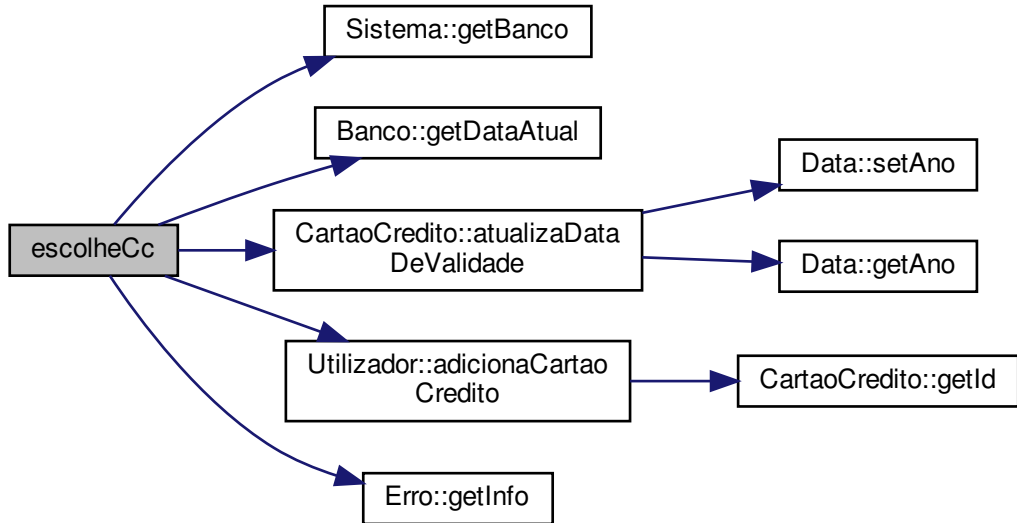 Sistema::getBanco
Banco::getDataAtual
Data::setAno
escolheCc
CartaoCredito::atualizaData
DeValidade
Data::getAno
Utilizador::adicionaCartao
Credito
CartaoCredito::getId
Erro::getInfo